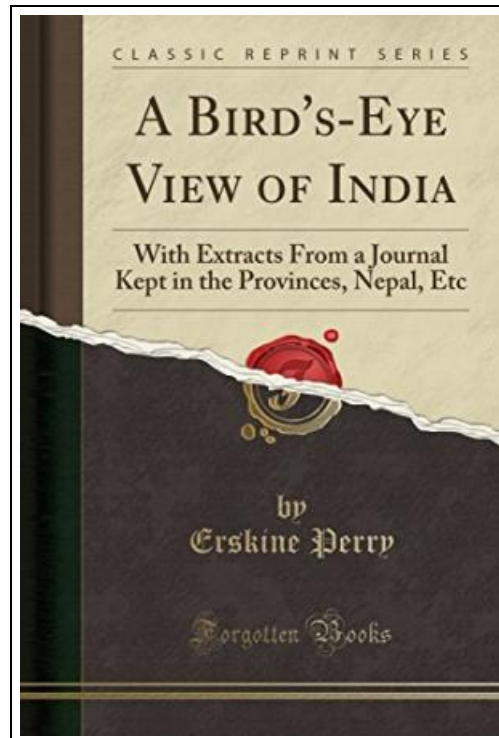 CLASSIC REPRINT SERIES
A BIRD'S-EYE
VIEW OF INDIA
With Extracts From a Journal
Kept in the Provinces, Nepal, Etc
by
Erskine Perry
Forgotten Books